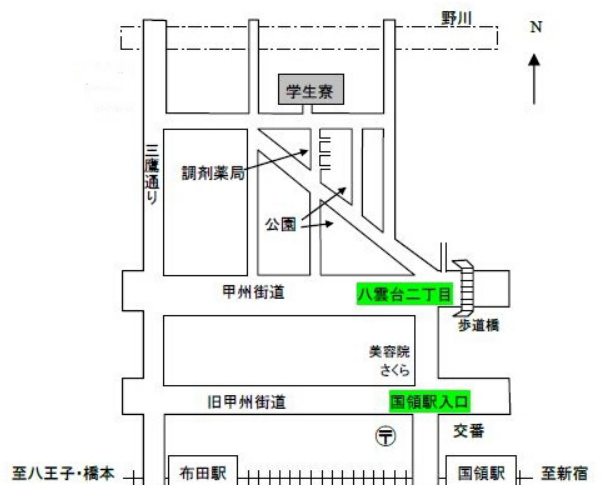 野川
N
学生寮
三鷹通り
調剤薬局
公園
甲州街道
八雲台二丁目
歩道橋
美容院
さくら
旧甲州街道
国領駅入口
〒
交番
至八王子・橋本
布田駅
国領駅
至新宿